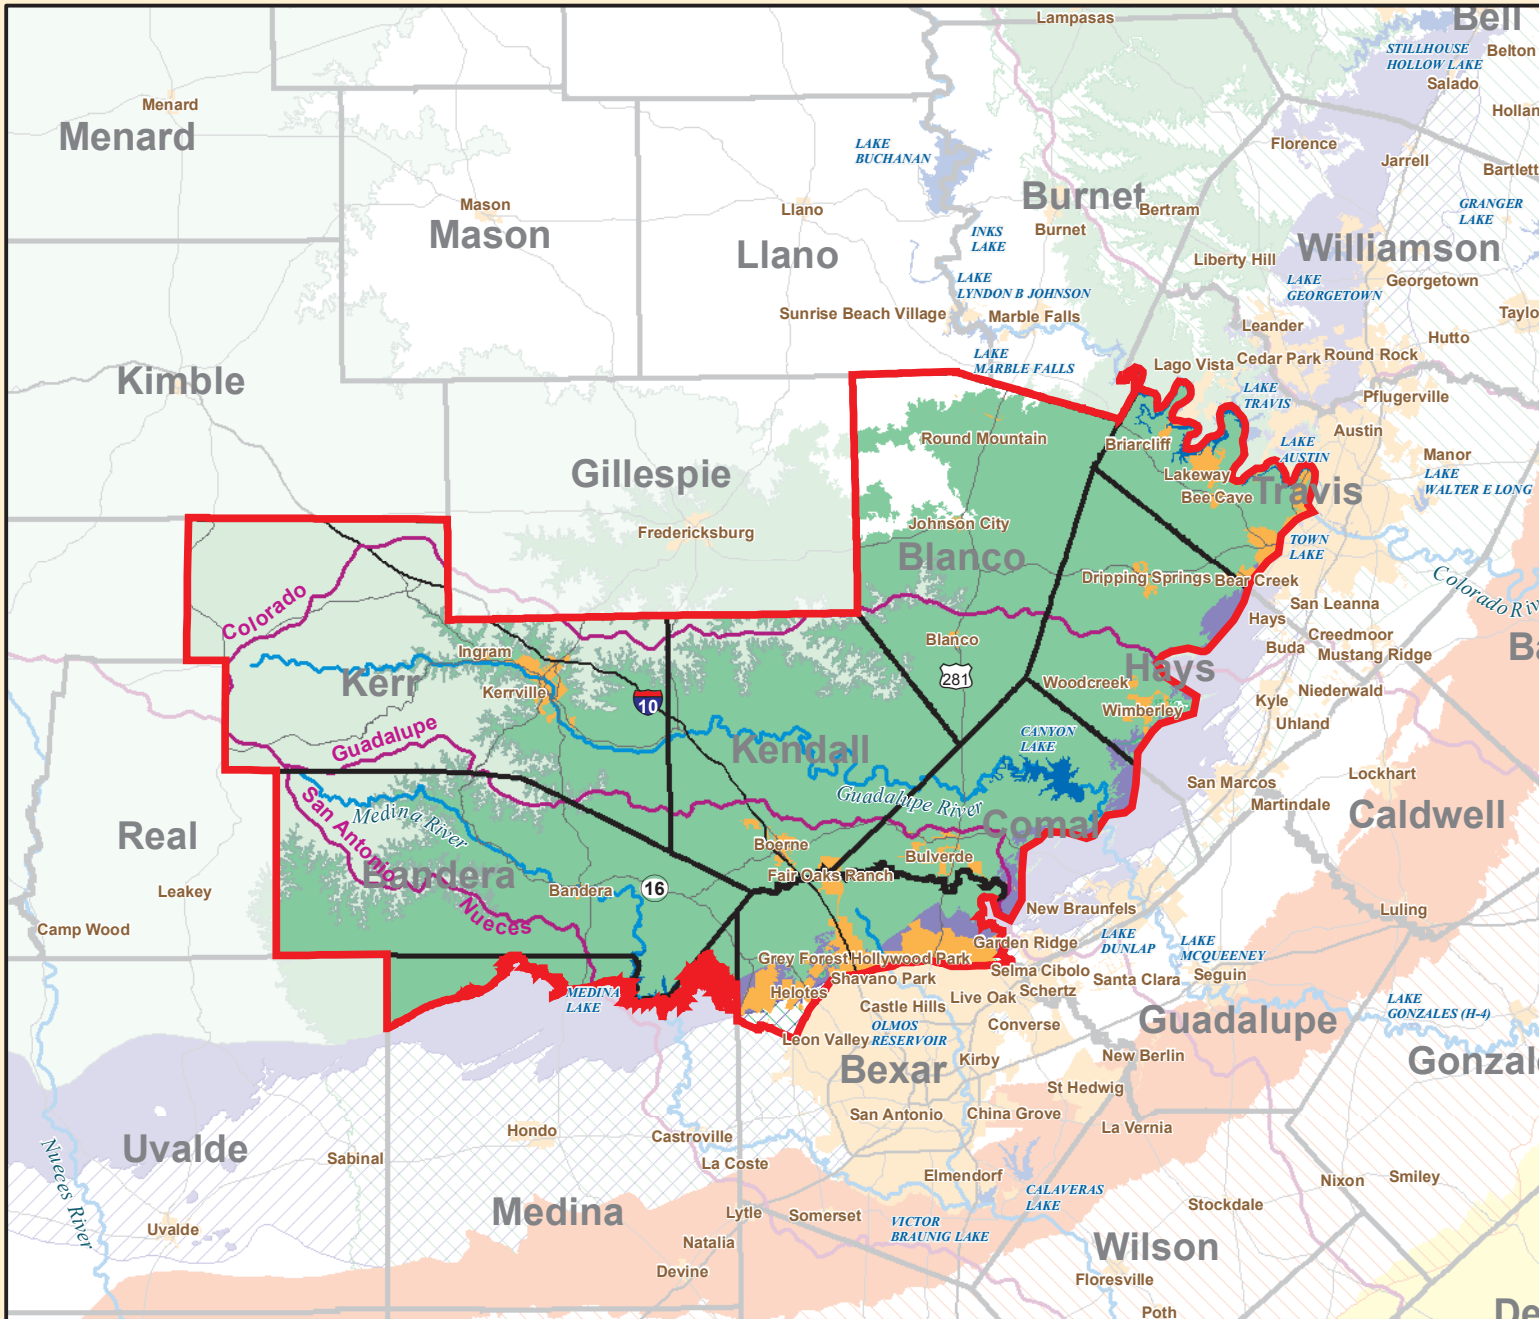 Lampasas
Bell
STILLHOUSE
HOLLOW LAKE
Belton
Salado
Menard
Menard
Hollan
LAKE
BUCHANAN
Florence
Jarrell
Bartlett
Mason
Mason
Llano
Llano
Burnet
Burnet
Bertram
GRANGER
LAKE
INKS
LAKE
Williamson
Liberty Hill
LAKE
GEORGETOWN
Georgetown
LAKE
LYNDON B JOHNSON
Sunrise Beach Village
Marble Falls
Leander
Taylo
Hutto
LAKE
MARBLE FALLS
Lago Vista
Cedar Park
Round Rock
Kimble
LAKE
TRAVIS
Pflugerville
Round Mountain
Briarcliff
LAKE
AUSTIN
Austin
Manor
Gillespie
Lakeway
Bee Cave
Travis
LAKE
WALTER E LONG
Fredericksburg
Johnson City
Blanco
TOWN
LAKE
Dripping Springs
Bear Creek
Colorado Riv
Colorado
San Leanna
Hays
Creedmoor
Buda
Mustang Ridge
Ba
Ingram
Blanco
Hays
Kerr
Kerrville
281
Woodcreek
Niederwald
10
Wimberley
Kyle
Uhland
Guadalupe
Kendall
CANYON
LAKE
San Marcos
Lockhart
San Antonio
Medina River
Guadalupe River
Martindale
Caldwell
Real
Comal
Boerne
Bulverde
Leakey
Bandera
Bandera
16
Fair Oaks Ranch
Nueces
New Braunfels
Luling
Camp Wood
Garden Ridge
LAKE
DUNLAP
LAKE
MCQUEENEY
Grey Forest
Hollywood Park
Selma
Cibolo
Shavano Park
Schertz
Santa Clara
Seguin
MEDINA
LAKE
Helotes
Castle Hills
Live Oak
LAKE
GONZALES (H-4)
Leon Valley
OLMOS
RESERVOIR
Converse
Guadalupe
Bexar
Kirby
New Berlin
Gonzale
St Hedwig
San Antonio
China Grove
La Vernia
Uvalde
Hondo
Castroville
Nueces River
Sabinal
La Coste
Elmendorf
CALAVERAS
LAKE
Nixon
Smiley
Medina
Lytle
Somerset
Stockdale
Uvalde
VICTOR
BRAUNIG LAKE
Natalia
Wilson
Devine
Floresville
Poth
De